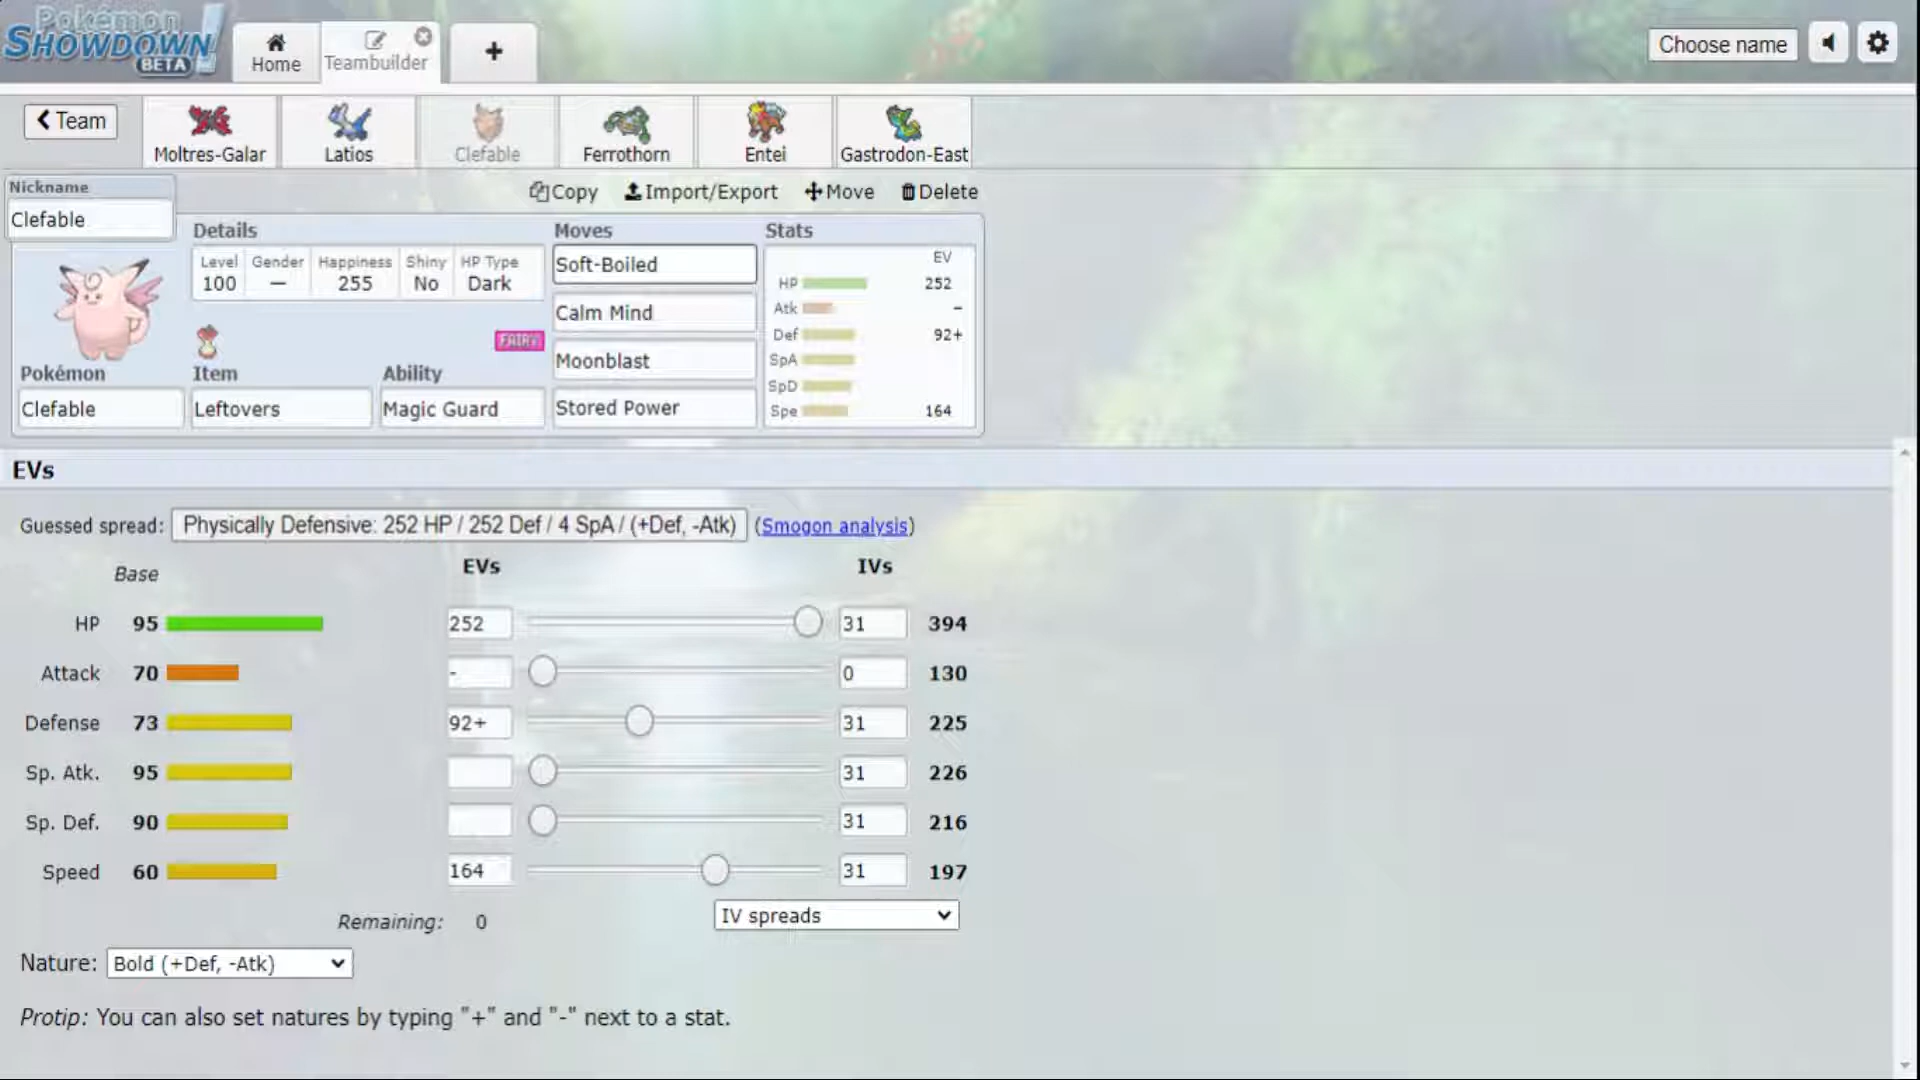 Pokémon
SHOWDOWN!
BETA
Home
Teambuilder
+
Choose name
Team
Moltres-Galar
Latios
Clefable
Ferrothorn
Entei
Gastrodon-East
Nickname
Clefable
Copy
Import/Export
Move
Delete
Details
Moves
Stats
Level
Gender
Happiness
Shiny
HP Type
100
—
255
No
Dark
FAIRY
Pokémon
Item
Ability
Clefable
Leftovers
Magic Guard
Soft-Boiled
Calm Mind
Moonblast
Stored Power
EV
HP 252
Atk -
Def 92+
SpA
SpD
Spe 164
EVs
Guessed spread: Physically Defensive: 252 HP / 252 Def / 4 SpA / (+Def, -Atk) (Smogon analysis)
Base EVs IVs
HP 95 252 31 394
Attack 70 - 0 130
Defense 73 92+ 31 225
Sp. Atk. 95 31 226
Sp. Def. 90 31 216
Speed 60 164 31 197
Remaining: 0 IV spreads
Nature: Bold (+Def, -Atk)
Protip: You can also set natures by typing "+" and "-" next to a stat.